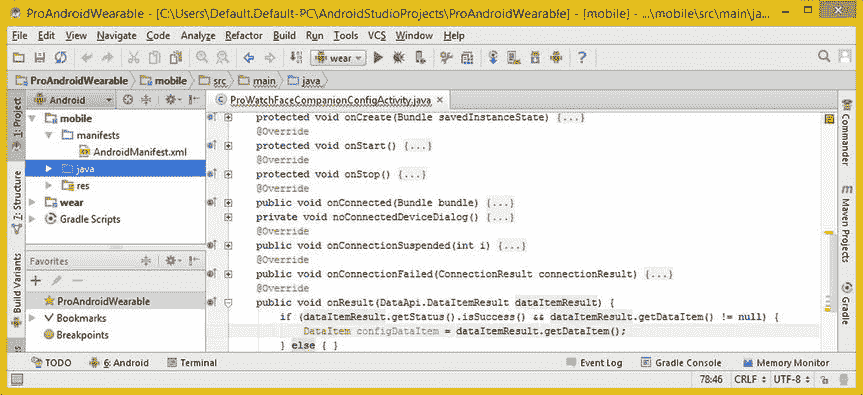 ProAndroidWearable - [C:\Users\Default.Default-PC\AndroidStudioProjects\ProAndroidWearable] - [mobile] - ...\mobile\src\main\ja...
File Edit View Navigate Code Analyze Refactor Build Run Tools VCS Window Help
wear
ProAndroidWearable mobile src main java
Android
ProWatchFaceCompanionConfigActivity.java
1: Project
7: Structure
Build Variants
mobile
manifests
AndroidManifest.xml
java
res
wear
Gradle Scripts
Favorites
ProAndroidWearable
Bookmarks
Breakpoints
protected void onCreate(Bundle savedInstanceState) {...}
@Override
protected void onStart() {...}
@Override
protected void onStop() {...}
@Override
public void onConnected(Bundle bundle) {...}
private void noConnectedDeviceDialog() {...}
@Override
public void onConnectionSuspended(int i) {...}
@Override
public void onConnectionFailed(ConnectionResult connectionResult) {...}
@Override
public void onResult(DataApi.DataItemResult dataItemResult) {
if (dataItemResult.getStatus().isSuccess() && dataItemResult.getDataItem() != null) {
DataItem configDataItem = dataItemResult.getDataItem();
} else { }
Commander
Maven Projects
Gradle
TODO 6: Android Terminal Event Log Gradle Console Memory Monitor
78:46 CRLF UTF-8